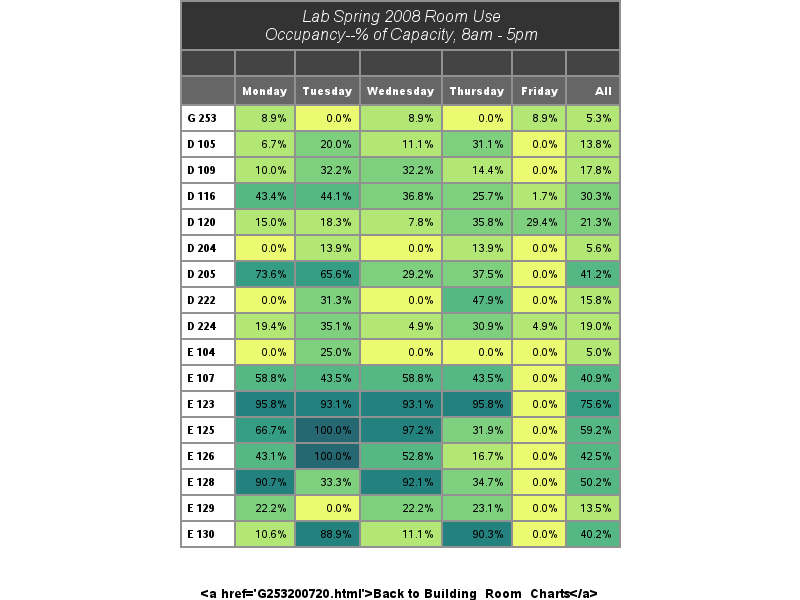 Lab Spring 2008 Room Use
Occupancy--% of Capacity, 8am - 5pm
Monday Tuesday Wednesday Thursday Friday All
G 253 8.9% 0.0% 8.9% 0.0% 8.9% 5.3%
D 105 6.7% 20.0% 11.1% 31.1% 0.0% 13.8%
D 109 10.0% 32.2% 32.2% 14.4% 0.0% 17.8%
D 116 43.4% 44.1% 36.8% 25.7% 1.7% 30.3%
D 120 15.0% 18.3% 7.8% 35.8% 29.4% 21.3%
D 204 0.0% 13.9% 0.0% 13.9% 0.0% 5.6%
D 205 73.6% 65.6% 29.2% 37.5% 0.0% 41.2%
D 222 0.0% 31.3% 0.0% 47.9% 0.0% 15.8%
D 224 19.4% 35.1% 4.9% 30.9% 4.9% 19.0%
E 104 0.0% 25.0% 0.0% 0.0% 0.0% 5.0%
E 107 58.8% 43.5% 58.8% 43.5% 0.0% 40.9%
E 123 95.8% 93.1% 93.1% 95.8% 0.0% 75.6%
E 125 66.7% 100.0% 97.2% 31.9% 0.0% 59.2%
E 126 43.1% 100.0% 52.8% 16.7% 0.0% 42.5%
E 128 90.7% 33.3% 92.1% 34.7% 0.0% 50.2%
E 129 22.2% 0.0% 22.2% 23.1% 0.0% 13.5%
E 130 10.6% 88.9% 11.1% 90.3% 0.0% 40.2%
<a href='G253200720.html'>Back to Building_Room_Charts</a>